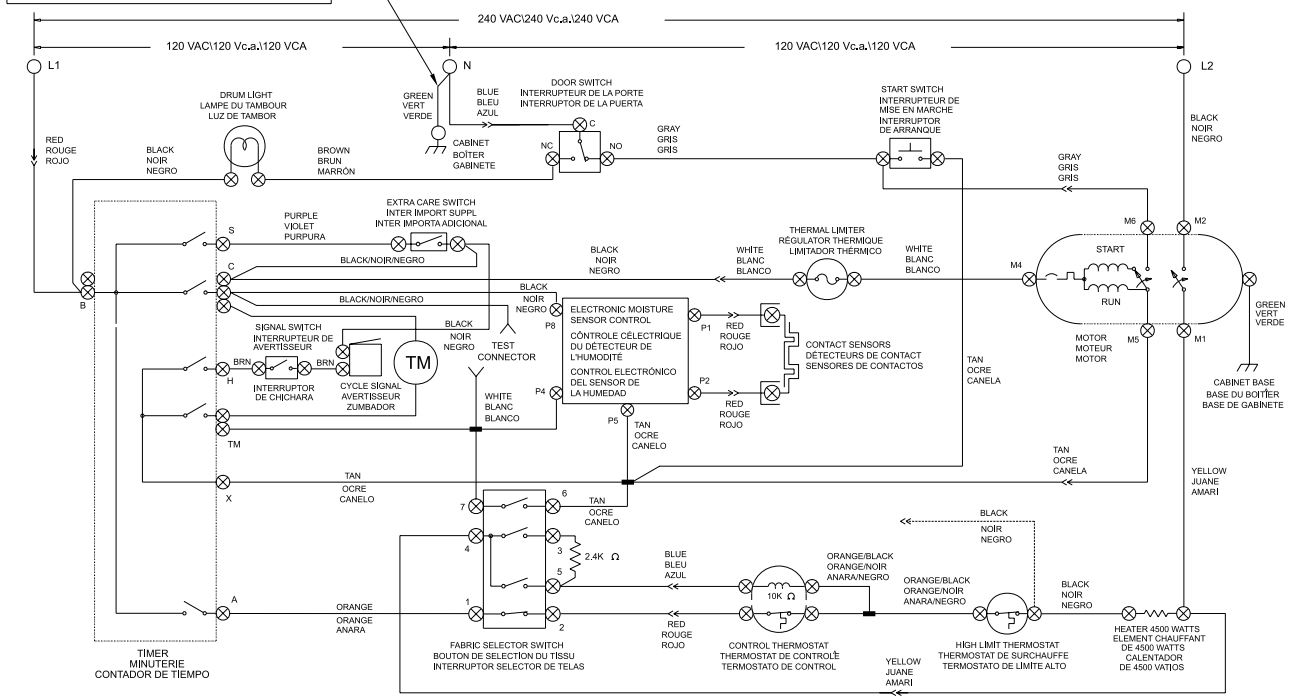 240 VAC\240 Vc.a.\240 VCA
120 VAC\120 Vc.a.\120 VCA
120 VAC\120 Vc.a.\120 VCA
L1
N
L2
DRUM LIGHT
LAMPE DU TAMBOUR
LUZ DE TAMBOR
GREEN
VERT
VERDE
BLUE
BLEU
AZUL
DOOR SWITCH
INTERRUPTEUR DE LA PORTE
INTERRUPTOR DE LA PUERTA
START SWITCH
INTERRUPTEUR DE
MISE EN MARCHE
INTERRUPTOR
DE ARRANQUE
BLACK
NOIR
NEGRO
RED
ROUGE
ROJO
BLACK
NOIR
NEGRO
BROWN
BRUN
MARRÓN
CABINET
BOÎTER
GABINETE
C
NC
NO
GRAY
GRIS
GRIS
GRAY
GRIS
GRIS
S
PURPLE
VIOLET
PURPURA
EXTRA CARE SWITCH
INTER IMPORT SUPPL
INTER IMPORTA ADICIONAL
M6
M2
C
BLACK/NOIR/NEGRO
BLACK
NOIR
NEGRO
WHITE
BLANC
BLANCO
THERMAL LIMITER
RÉGULATOR THERMIQUE
LIMITADOR THÉRMICO
WHITE
BLANC
BLANCO
M4
START
RUN
B
BLACK/NOIR/NEGRO
BLACK
NOIR
NEGRO
P8
ELECTRONIC MOISTURE
SENSOR CONTROL
CÔNTRÔLE CÉLECTRIQUE
DU DÉTECTEUR DE
L'HUMODITÉ
CONTROL ELECTRÓNICO
DEL SENSOR DE
LA HUMEDAD
P1
RED
ROUGE
ROJO
GREEN
VERT
VERDE
SIGNAL SWITCH
INTERRUPTEUR DE
AVERTISSEUR
BLACK
NOIR
NEGRO
TEST
CONNECTOR
TM
CONTACT SENSORS
DÉTECTEURS DE CONTACT
SENSORES DE CONTACTOS
MOTOR
MOTEUR
MOTOR
M5
M1
BRN
BRN
H
INTERRUPTOR
DE CHICHARA
CYCLE SIGNAL
AVERTISSEUR
ZUMBADOR
P4
P2
RED
ROUGE
ROJO
TAN
OCRE
CANELA
CABINET BASE
BASE DU BOITÎER
BASE DE GABINETE
WHITE
BLANC
BLANCO
P5
TAN
OCRE
CANELO
TM
TAN
OCRE
CANELO
X
TAN
OCRE
CANELA
YELLOW
JUANE
AMARÍ
7
6
TAN
OCRE
CANELO
4
3
2.4K Ω
5
BLUE
BLEU
AZUL
10K Ω
ORANGE/BLACK
ORANGE/NOIR
ANARA/NEGRO
ORANGE/BLACK
ORANGE/NOIR
ANARA/NEGRO
BLACK
NOIR
NEGRO
BLACK
NOIR
NEGRO
A
ORANGE
ORANGE
ANARA
1
2
RED
ROUGE
ROJO
FABRIC SELECTOR SWITCH
BOUTON DE SELECTION DU TISSU
INTERRUPTOR SELECTOR DE TELAS
CONTROL THERMOSTAT
THERMOSTAT DE CONTROLÊ
TERMOSTATO DE CONTROL
HIGH LIMIT THERMOSTAT
THERMOSTAT DE SURCHAUFFE
TERMOSTATO DE LÍMITE ALTO
HEATER 4500 WATTS
ELEMENT CHAUFFANT
DE 4500 WATTS
CALENTADOR
DE 4500 VATIOS
TIMER
MINUTERIE
CONTADOR DE TIEMPO
YELLOW
JUANE
AMARÍ